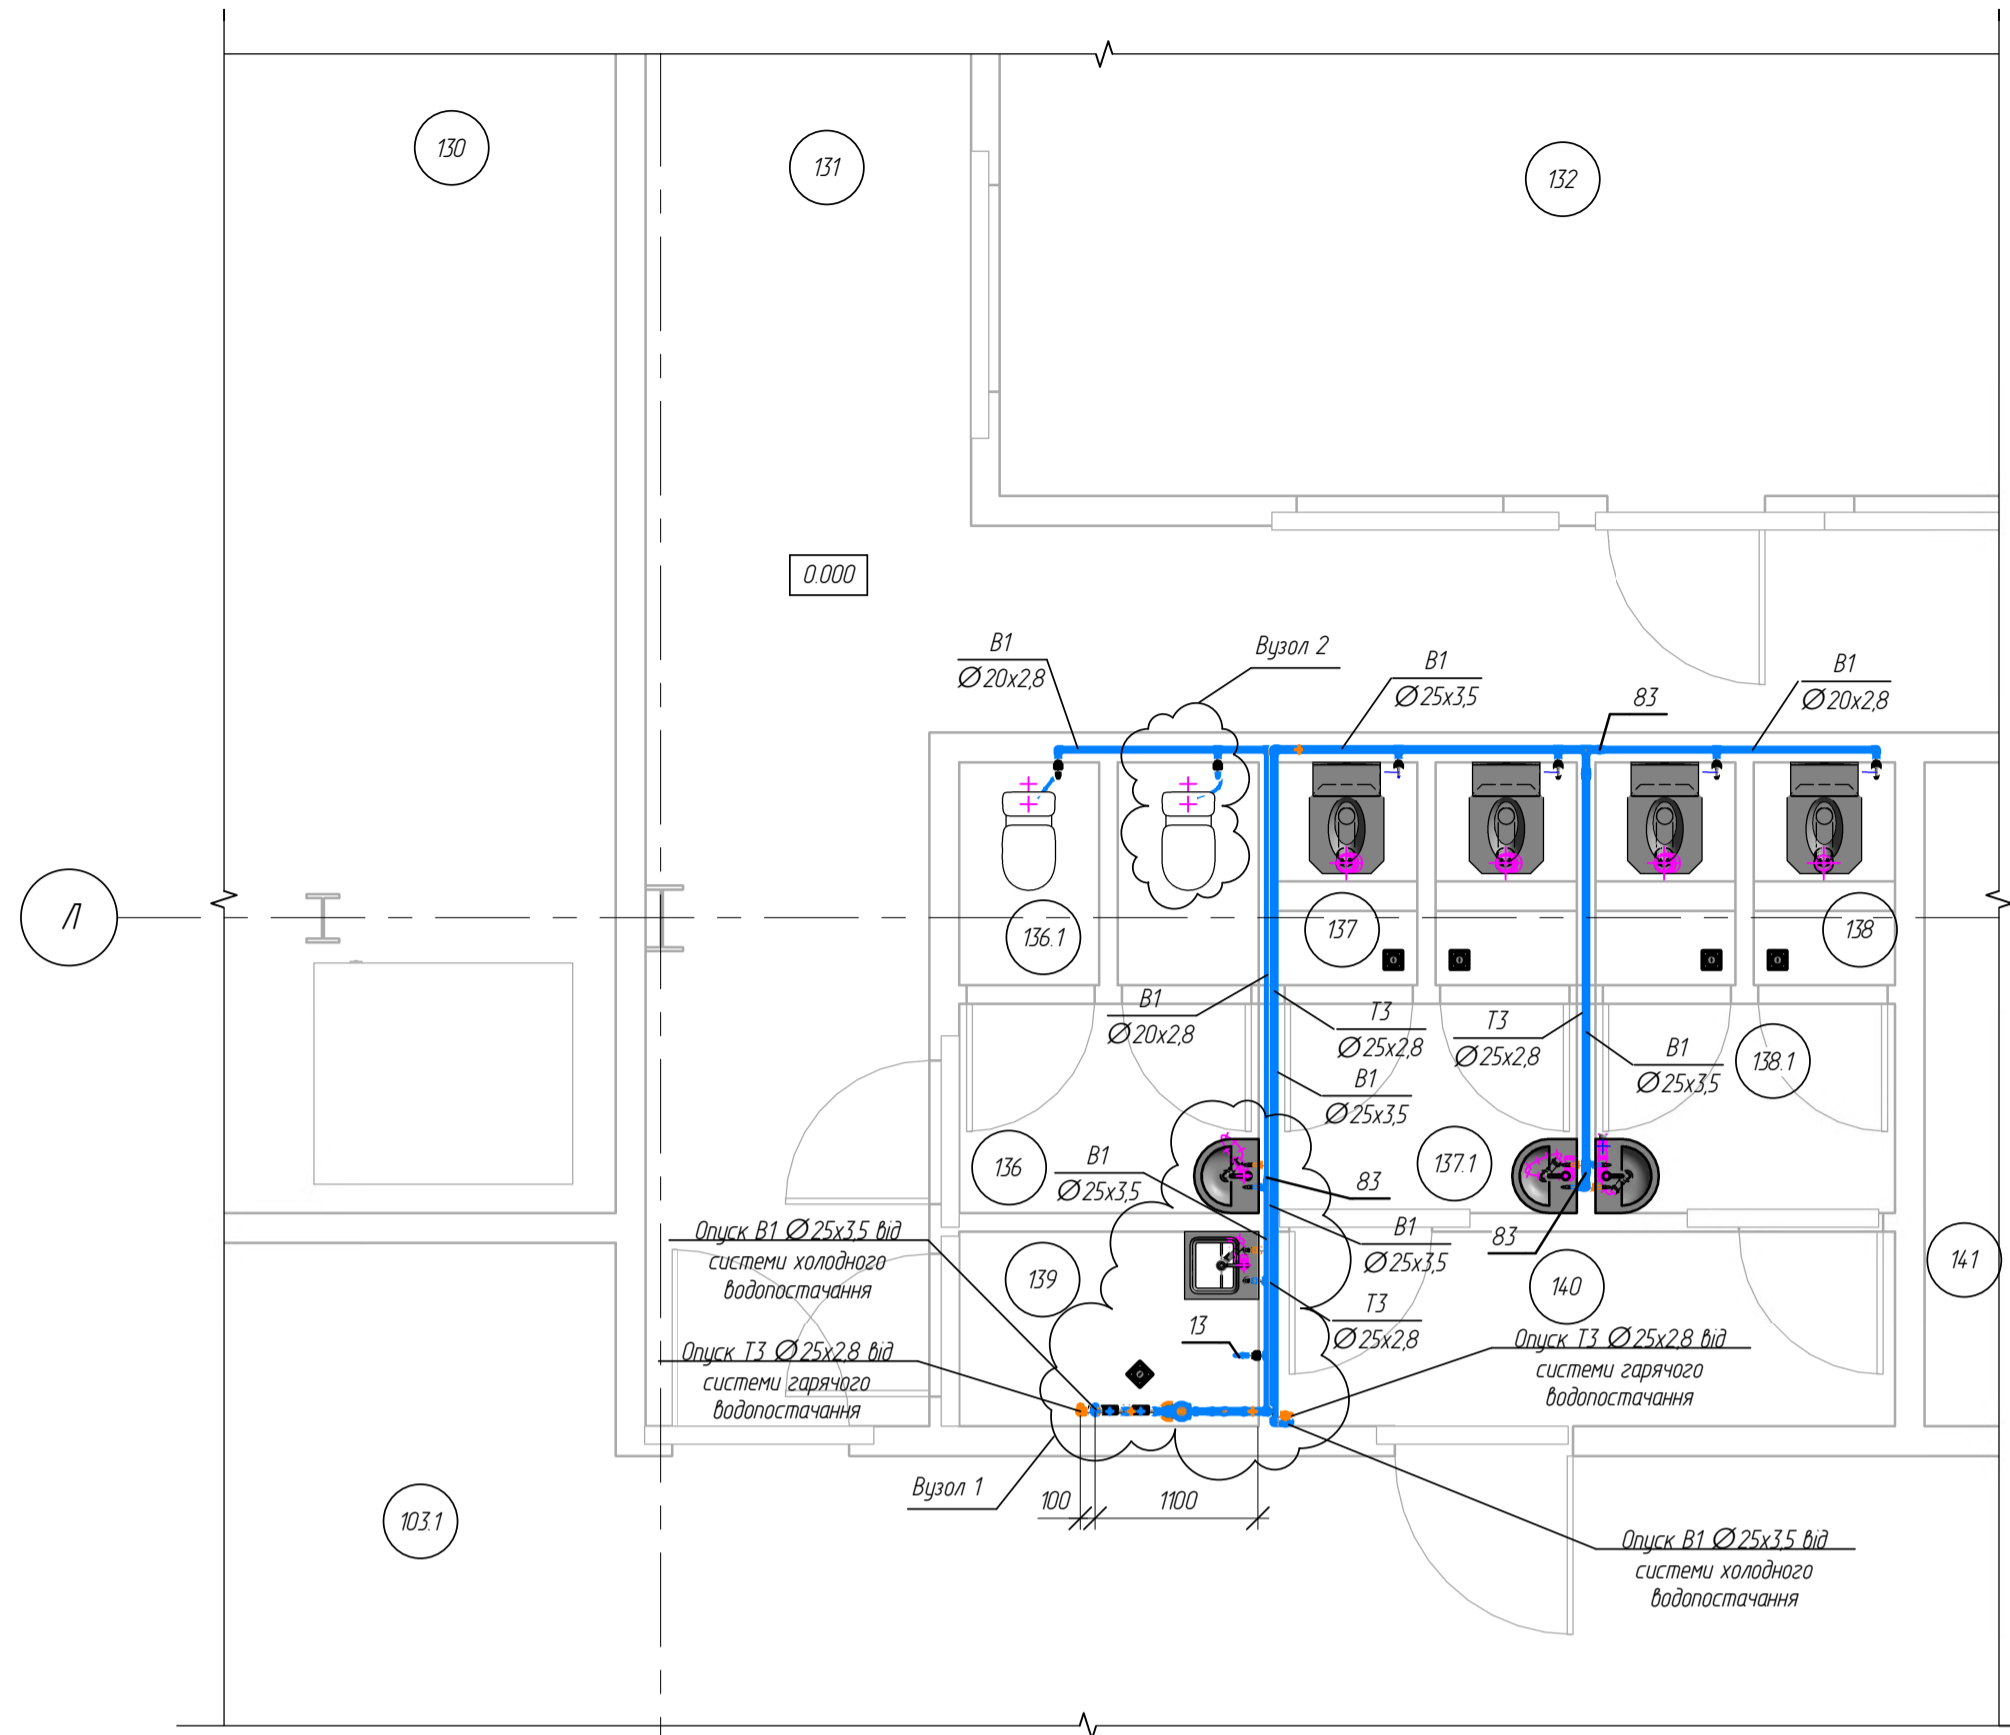 130
131
132
0.000
В1
Ø20х2,8
Вузол 2
В1
Ø25х3,5
83
В1
Ø20х2,8
Л
136.1
137
138
В1
Ø20х2,8
Т3
Ø25х2,8
Т3
Ø25х2,8
В1
Ø25х3,5
138.1
В1
Ø25х3,5
136
В1
Ø25х3,5
137.1
83
Опуск В1 Ø25х3,5 від
системи холодного
водопостачання
В1
Ø25х3,5
83
139
140
141
Т3
Ø25х2,8
13
Опуск Т3 Ø25х2,8 від
системи гарячого
водопостачання
Опуск Т3 Ø25х2,8 від
системи гарячого
водопостачання
Вузол 1
100
1100
103.1
Опуск В1 Ø25х3,5 від
системи холодного
водопостачання